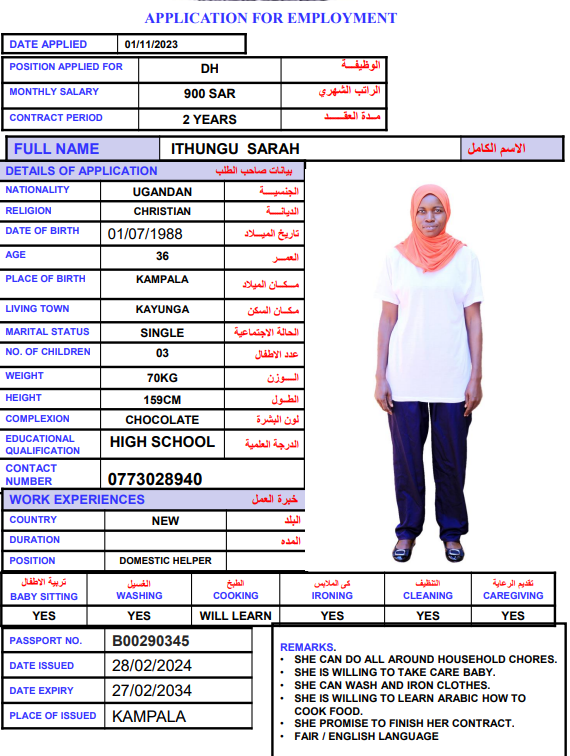 APPLICATION FOR EMPLOYMENT
DATE APPLIED 01/11/2023
POSITION APPLIED FOR DH الوظيفـــة
MONTHLY SALARY 900 SAR الراتب الشهري
CONTRACT PERIOD 2 YEARS مـدة العقـــد
FULL NAME ITHUNGU SARAH الاسم الكامل
DETAILS OF APPLICATION بيانات صاحب الطلب
NATIONALITY UGANDAN الجنسيـــة
RELIGION CHRISTIAN الديانـــة
DATE OF BIRTH 01/07/1988 تاريخ الميــلاد
AGE 36 العمـــر
PLACE OF BIRTH KAMPALA مــكـان الميلاد
LIVING TOWN KAYUNGA مكـان السكن
MARITAL STATUS SINGLE الحالة الاجتماعية
NO. OF CHILDREN 03 عدد الاطفال
WEIGHT 70KG الــوزن
HEIGHT 159CM الطـول
COMPLEXION CHOCOLATE لون البشرة
EDUCATIONAL QUALIFICATION HIGH SCHOOL الدرجة العلمية
CONTACT NUMBER 0773028940
WORK EXPERIENCES خبرة العمل
COUNTRY NEW البلد
DURATION المده
POSITION DOMESTIC HELPER
تربية الاطفال الغسيل الطبخ كى الملابس التنظيف تقديم الرعاية
BABY SITTING WASHING COOKING IRONING CLEANING CAREGIVING
YES YES WILL LEARN YES YES YES
PASSPORT NO. B00290345
DATE ISSUED 28/02/2024
DATE EXPIRY 27/02/2034
PLACE OF ISSUED KAMPALA
REMARKS.
• SHE CAN DO ALL AROUND HOUSEHOLD CHORES.
• SHE IS WILLING TO TAKE CARE BABY.
• SHE CAN WASH AND IRON CLOTHES.
• SHE IS WILLING TO LEARN ARABIC HOW TO
COOK FOOD.
• SHE PROMISE TO FINISH HER CONTRACT.
• FAIR / ENGLISH LANGUAGE